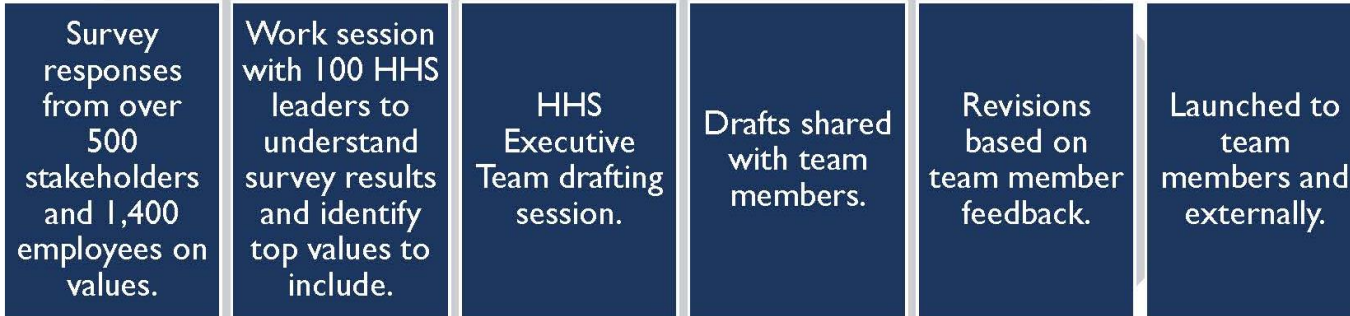 Survey
responses
from over
500
stakeholders
and 1,400
employees on
values.
Work session
with 100 HHS
leaders to
understand
survey results
and identify
top values to
include.
HHS
Executive
Team drafting
session.
Drafts shared
with team
members.
Revisions
based on
team member
feedback.
Launched to
team
members and
externally.